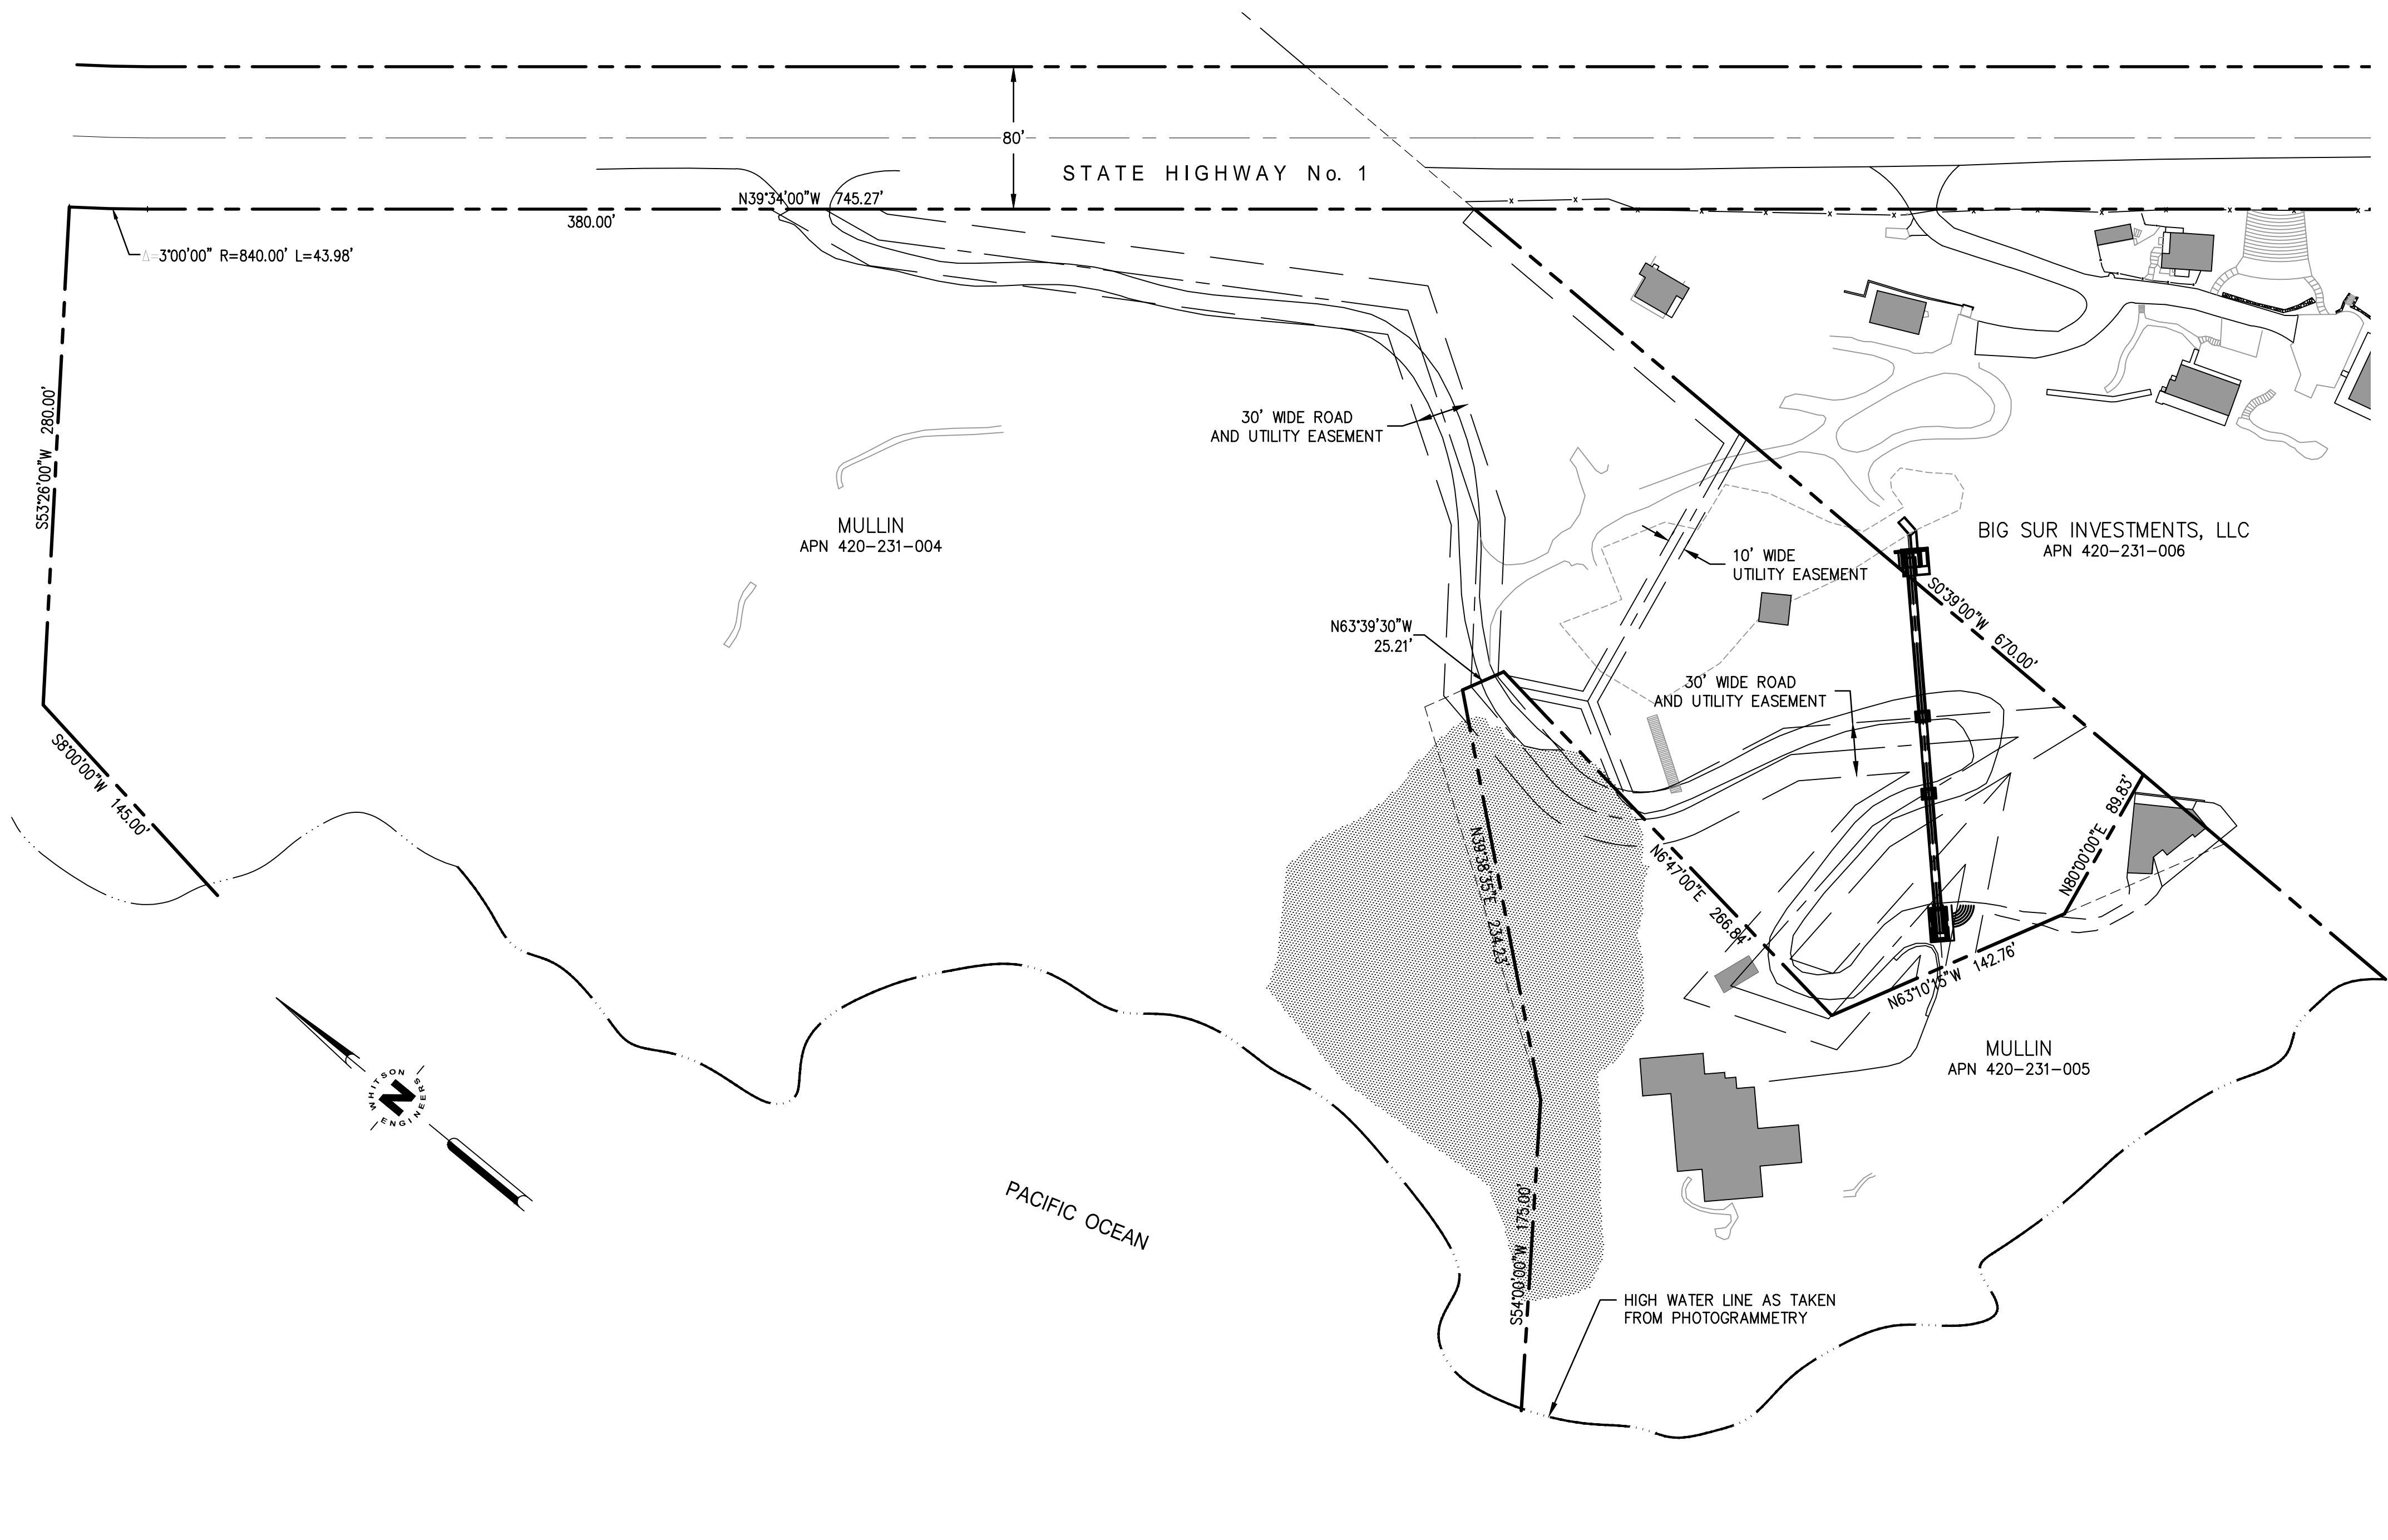 80'
STATE HIGHWAY No. 1
N39°34'00"W 745.27'
380.00'
Δ=3°00'00" R=840.00' L=43.98'
S53°26'00"W 280.00'
30' WIDE ROAD
AND UTILITY EASEMENT
MULLIN
APN 420-231-004
BIG SUR INVESTMENTS, LLC
APN 420-231-006
10' WIDE
UTILITY EASEMENT
S0°39'00"W 670.00'
N63°39'30"W
25.21'
30' WIDE ROAD
AND UTILITY EASEMENT
S8°00'00"W 145.00'
N80°00'00"E 89.83'
N39°38'35"E 234.23'
N6°47'00"E 266.84'
N63°10'15"W 142.76'
MULLIN
APN 420-231-005
WHITSON
N
ENGINEERS
PACIFIC OCEAN
S54°00'00"W 175.00'
HIGH WATER LINE AS TAKEN
FROM PHOTOGRAMMETRY